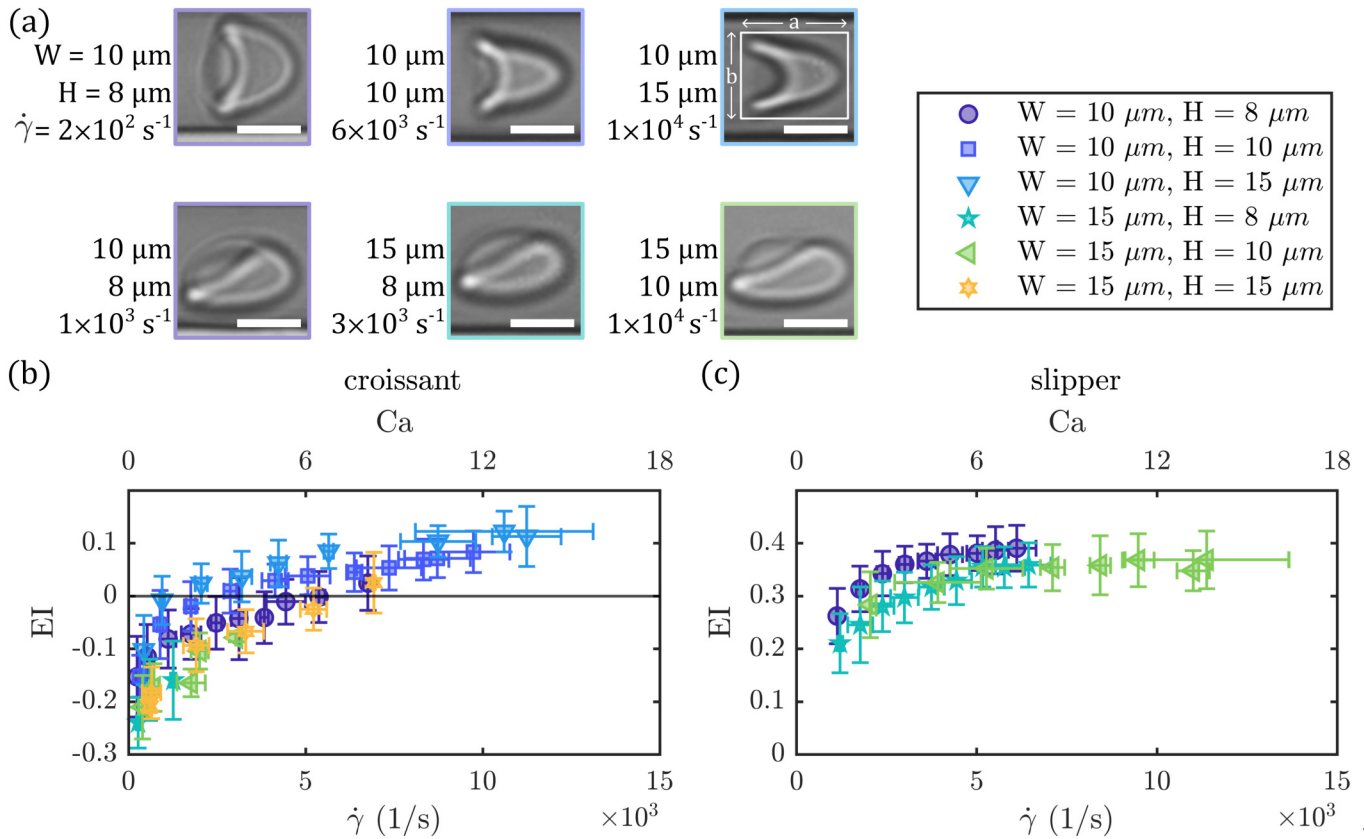 (a)
W = 10 μm
H = 8 μm
γ̇ = 2×10² s⁻¹
10 μm
10 μm
6×10³ s⁻¹
10 μm
15 μm
1×10⁴ s⁻¹
a
b
10 μm
8 μm
1×10³ s⁻¹
15 μm
8 μm
3×10³ s⁻¹
15 μm
10 μm
1×10⁴ s⁻¹
W = 10 μm, H = 8 μm
W = 10 μm, H = 10 μm
W = 10 μm, H = 15 μm
W = 15 μm, H = 8 μm
W = 15 μm, H = 10 μm
W = 15 μm, H = 15 μm
(b)
croissant
Ca
0 6 12 18
0.1
0
-0.1
-0.2
-0.3
EI
0 5 10 15
γ̇ (1/s)
×10³
(c)
slipper
Ca
0 6 12 18
0.4
0.3
0.2
0.1
0
EI
0 5 10 15
γ̇ (1/s)
×10³